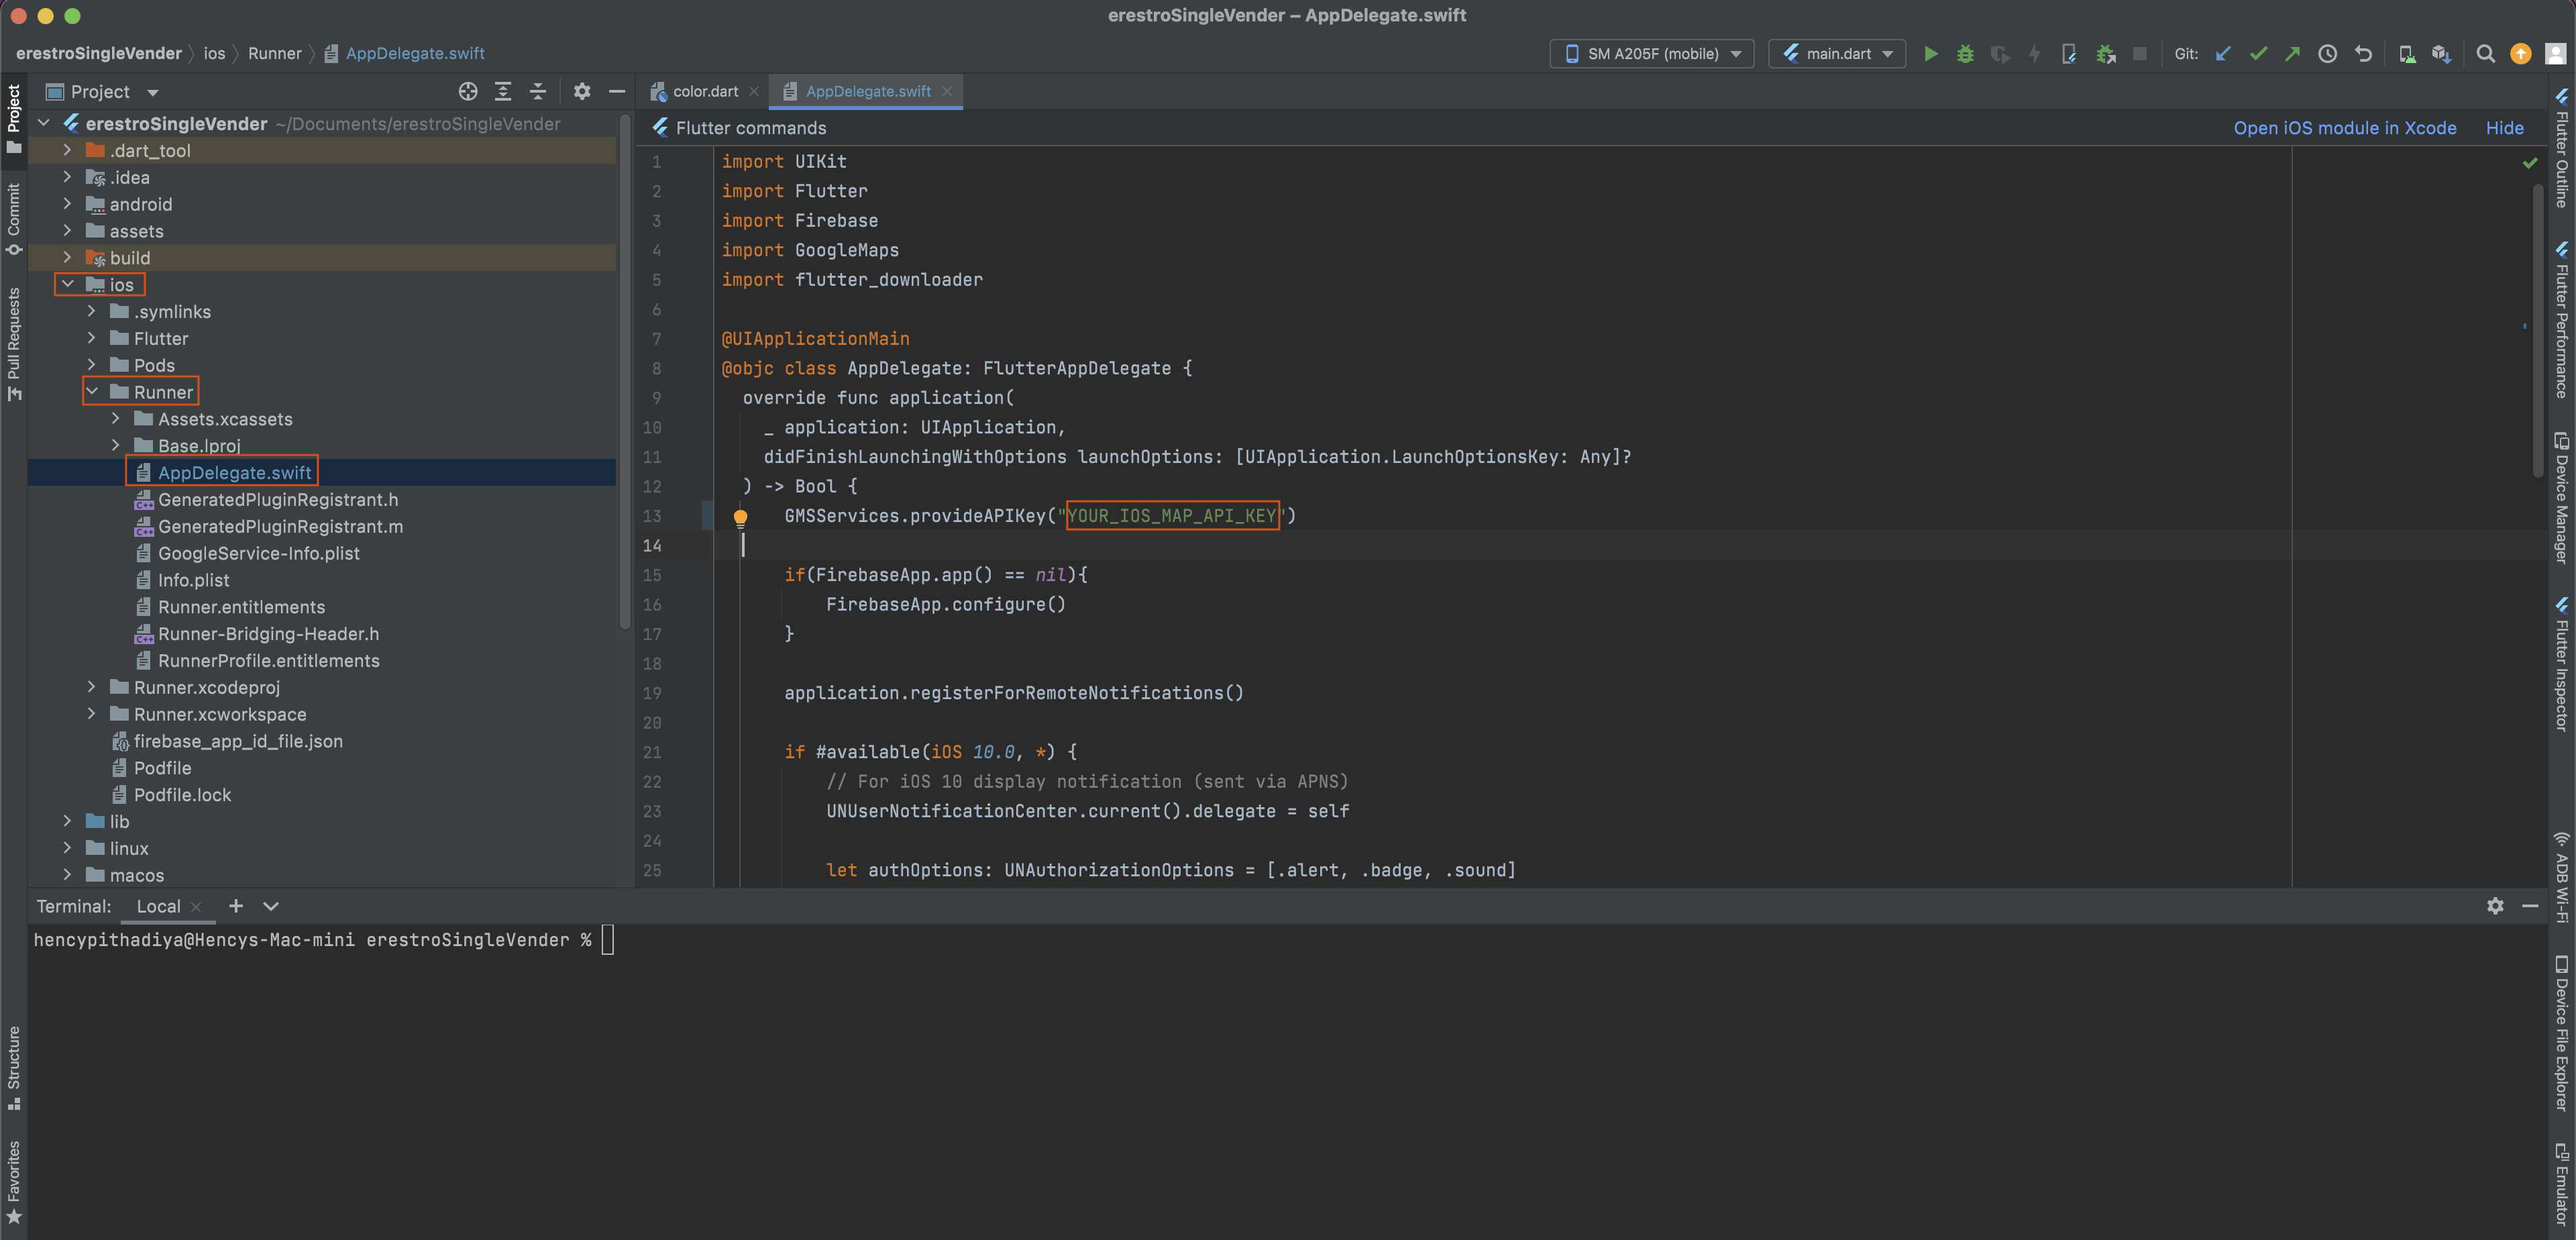 erestroSingleVender – AppDelegate.swift
erestroSingleVender
ios
Runner
AppDelegate.swift
SM A205F (mobile)
main.dart
Git:
Project
Commit
Pull Requests
Structure
Favorites
Project
erestroSingleVender ~/Documents/erestroSingleVender
.dart_tool
.idea
android
assets
build
ios
.symlinks
Flutter
Pods
Runner
Assets.xcassets
Base.lproj
AppDelegate.swift
GeneratedPluginRegistrant.h
GeneratedPluginRegistrant.m
GoogleService-Info.plist
Info.plist
Runner.entitlements
Runner-Bridging-Header.h
RunnerProfile.entitlements
Runner.xcodeproj
Runner.xcworkspace
firebase_app_id_file.json
Podfile
Podfile.lock
lib
linux
macos
color.dart
AppDelegate.swift
Flutter commands
Open iOS module in Xcode
Hide
1 import UIKit
2 import Flutter
3 import Firebase
4 import GoogleMaps
5 import flutter_downloader
6
7 @UIApplicationMain
8 @objc class AppDelegate: FlutterAppDelegate {
9 override func application(
10 _ application: UIApplication,
11 didFinishLaunchingWithOptions launchOptions: [UIApplication.LaunchOptionsKey: Any]?
12 ) -> Bool {
13 GMSServices.provideAPIKey("YOUR_IOS_MAP_API_KEY")
14
15 if(FirebaseApp.app() == nil){
16 FirebaseApp.configure()
17 }
18
19 application.registerForRemoteNotifications()
20
21 if #available(iOS 10.0, *) {
22 // For iOS 10 display notification (sent via APNS)
23 UNUserNotificationCenter.current().delegate = self
24
25 let authOptions: UNAuthorizationOptions = [.alert, .badge, .sound]
Flutter Outline
Flutter Performance
Device Manager
Flutter Inspector
ADB Wi-Fi
Device File Explorer
Emulator
Terminal:
Local
hencypithadiya@Hencys-Mac-mini erestroSingleVender %